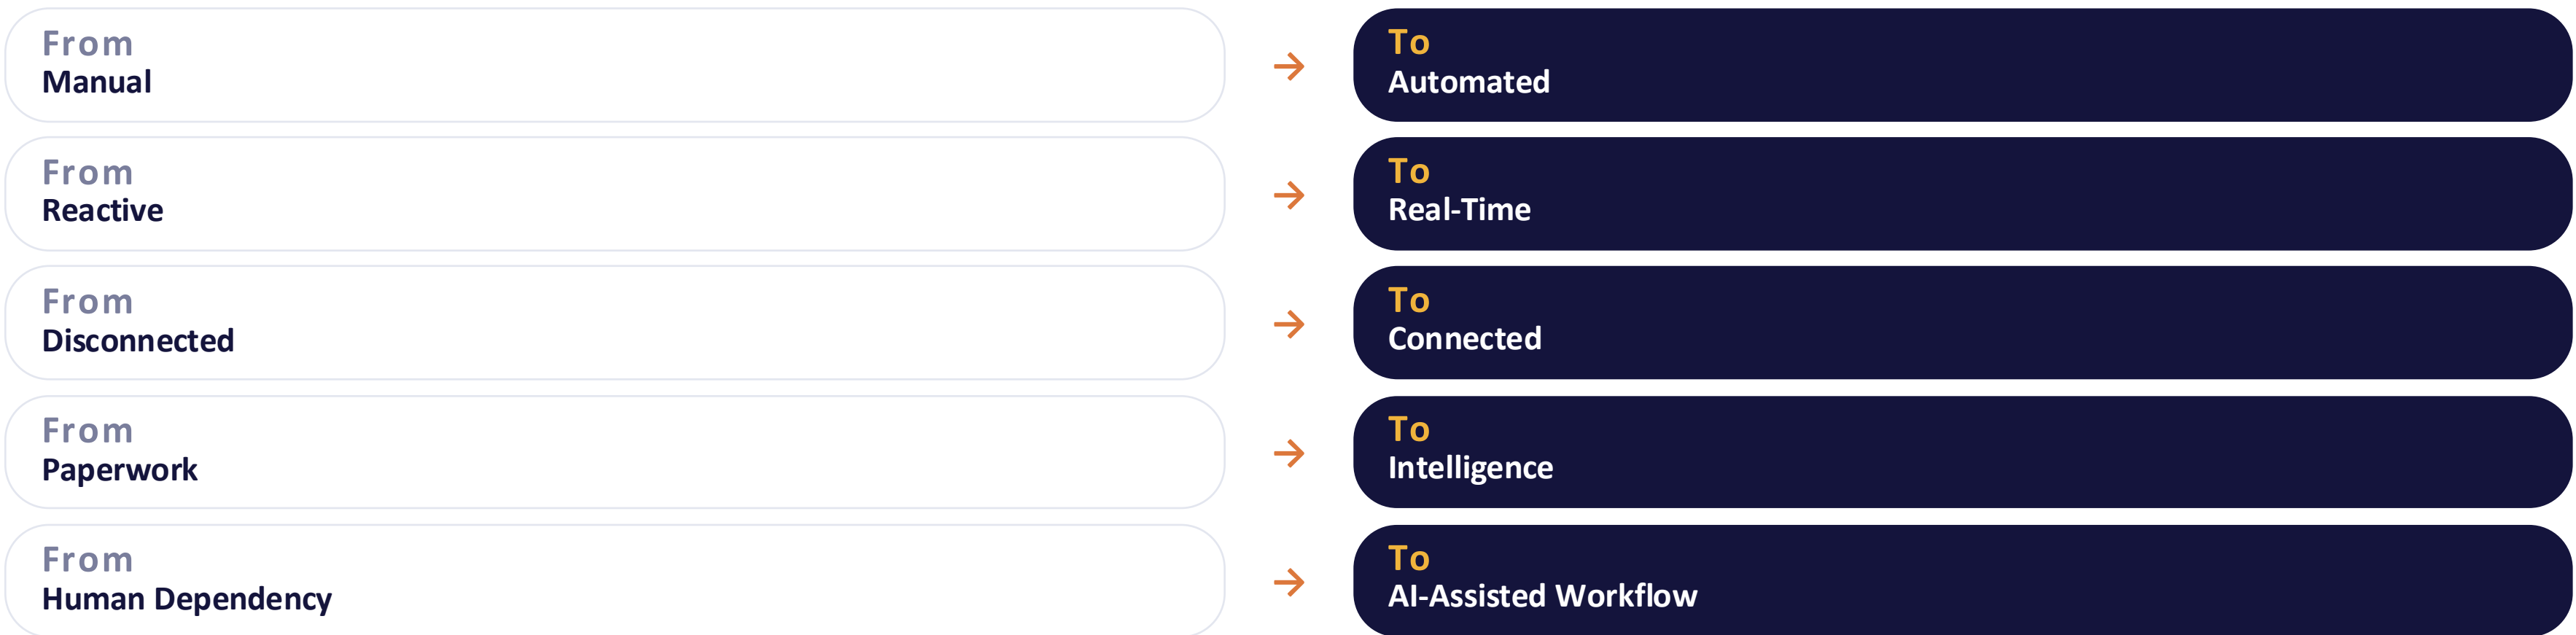 From
Manual
→
To
Automated
From
Reactive
→
To
Real-Time
From
Disconnected
→
To
Connected
From
Paperwork
→
To
Intelligence
From
Human Dependency
→
To
AI-Assisted Workflow